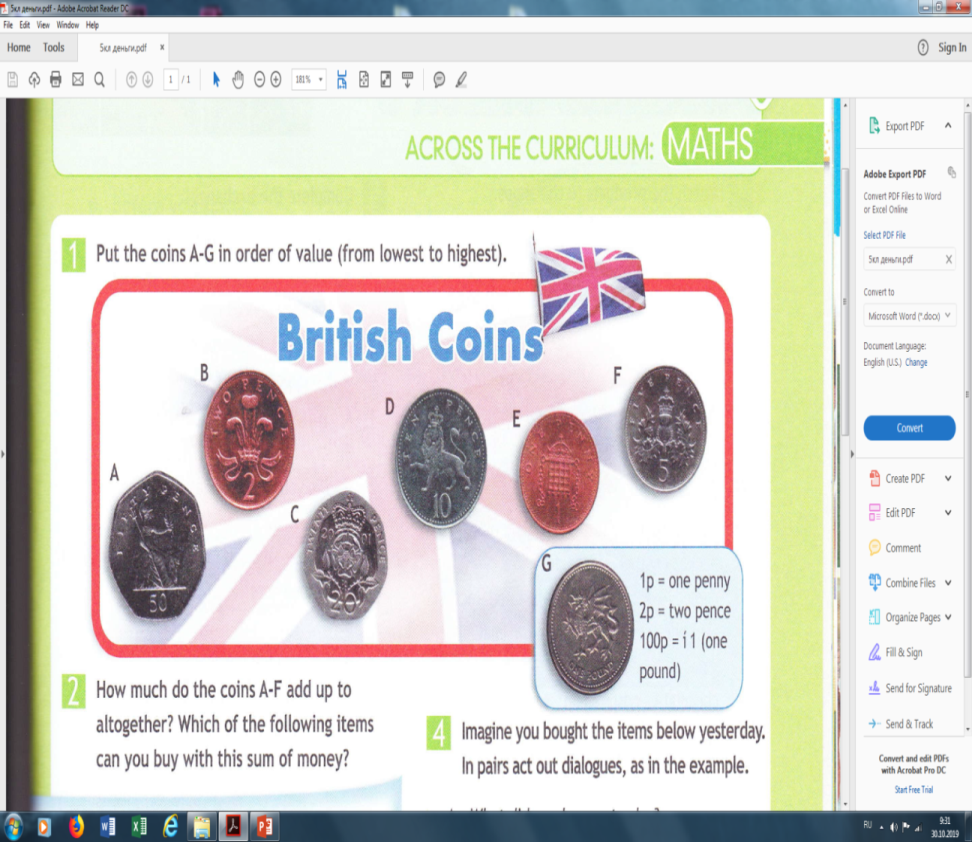 5кл деньги.pdf - Adobe Acrobat Reader DC
File Edit View Window Help
Home Tools 5кл деньги.pdf x
Sign In
1 / 1
181%
ACROSS THE CURRICULUM: MATHS
1 Put the coins A-G in order of value (from lowest to highest).
British Coins
A
FIFTY PENCE
50
B
TWO PENCE
2
C
TWENTY PENCE
20
D
TEN PENCE
10
E
F
FIVE PENCE
5
G
ONE POUND
1p = one penny
2p = two pence
100p = í 1 (one
pound)
2 How much do the coins A-F add up to
altogether? Which of the following items
can you buy with this sum of money?
4 Imagine you bought the items below yesterday.
In pairs act out dialogues, as in the example.
Export PDF
Adobe Export PDF
Convert PDF Files to Word
or Excel Online
Select PDF File
5кл деньги.pdf X
Convert to
Microsoft Word (*.docx)
Document Language:
English (U.S.) Change
Convert
Create PDF
Edit PDF
Comment
Combine Files
Organize Pages
Fill & Sign
Send for Signature
Send & Track
Convert and edit PDFs
with Acrobat Pro DC
Start Free Trial
RU
9:31
30.10.2019